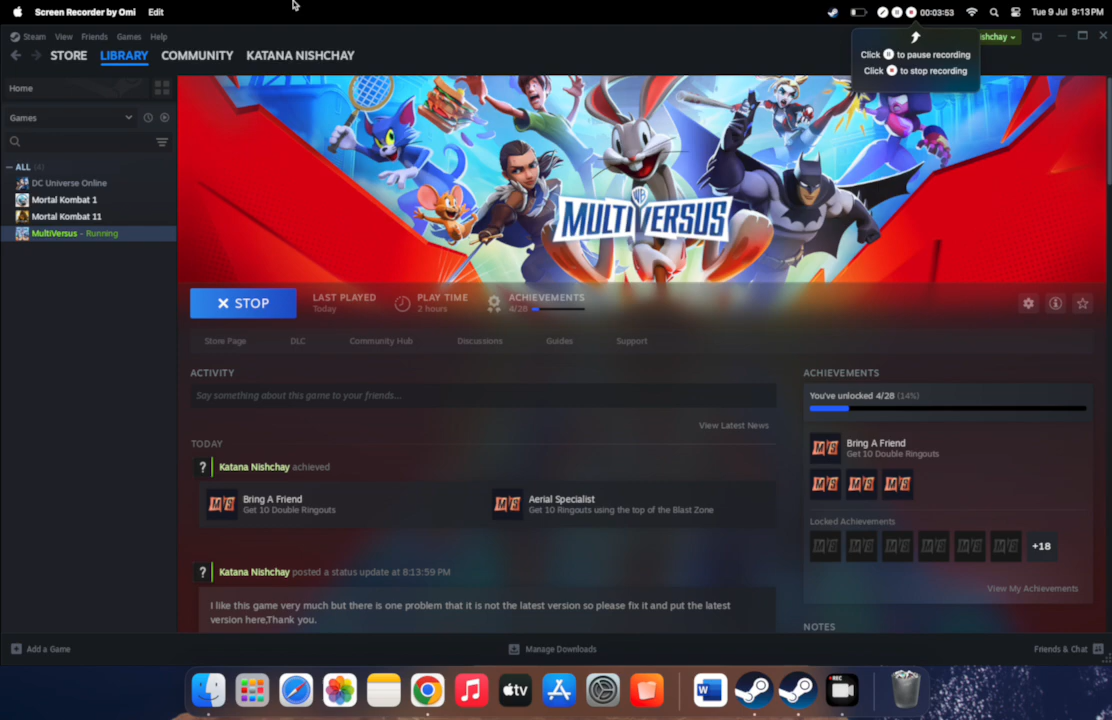 Screen Recorder by Omi Edit 00:03:53 Tue 9 Jul 9:13 PM
Steam View Friends Games Help
Click to pause recording
Click to stop recording
ishchay
STORE LIBRARY COMMUNITY KATANA NISHCHAY
Home
Games
ALL (4)
DC Universe Online
Mortal Kombat 1
Mortal Kombat 11
MultiVersus - Running
WB
MULTIVERSUS
STOP
LAST PLAYED
Today
PLAY TIME
2 hours
ACHIEVEMENTS
4/28
Store Page DLC Community Hub Discussions Guides Support
ACTIVITY
Say something about this game to your friends...
View Latest News
TODAY
? Katana Nishchay achieved
M/S Bring A Friend
Get 10 Double Ringouts
M/S Aerial Specialist
Get 10 Ringouts using the top of the Blast Zone
? Katana Nishchay posted a status update at 8:13:59 PM
I like this game very much but there is one problem that it is not the latest version so please fix it and put the latest
version here,Thank you.
ACHIEVEMENTS
You've unlocked 4/28 (14%)
M/S Bring A Friend
Get 10 Double Ringouts
M/S M/S M/S
Locked Achievements
M/S M/S M/S M/S M/S M/S +18
View My Achievements
NOTES
Add a Game Manage Downloads Friends & Chat
tv W REC